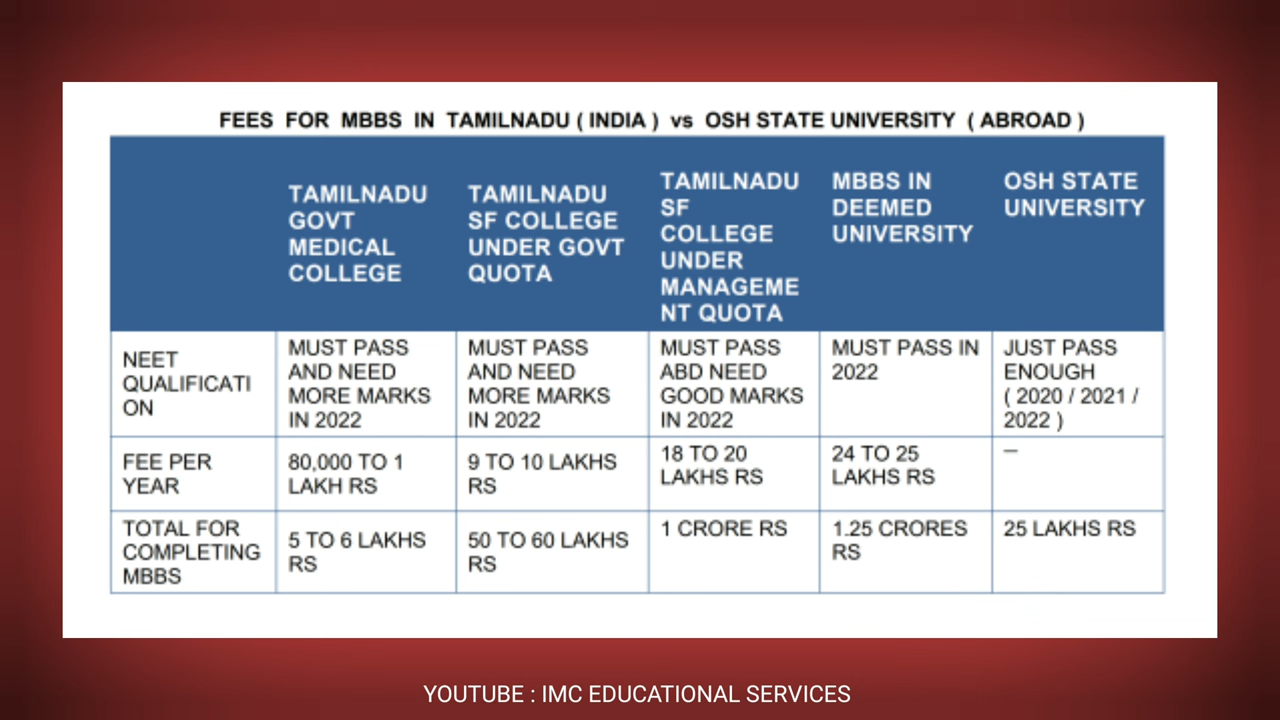 FEES FOR MBBS IN TAMILNADU ( INDIA ) vs OSH STATE UNIVERSITY ( ABROAD )
TAMILNADU
GOVT
MEDICAL
COLLEGE
TAMILNADU
SF COLLEGE
UNDER GOVT
QUOTA
TAMILNADU
SF
COLLEGE
UNDER
MANAGEME
NT QUOTA
MBBS IN
DEEMED
UNIVERSITY
OSH STATE
UNIVERSITY
NEET
QUALIFICATI
ON
MUST PASS
AND NEED
MORE MARKS
IN 2022
MUST PASS
AND NEED
MORE MARKS
IN 2022
MUST PASS
ABD NEED
GOOD MARKS
IN 2022
MUST PASS IN
2022
JUST PASS
ENOUGH
( 2020 / 2021 /
2022 )
FEE PER
YEAR
80,000 TO 1
LAKH RS
9 TO 10 LAKHS
RS
18 TO 20
LAKHS RS
24 TO 25
LAKHS RS
—
TOTAL FOR
COMPLETING
MBBS
5 TO 6 LAKHS
RS
50 TO 60 LAKHS
RS
1 CRORE RS
1.25 CRORES
RS
25 LAKHS RS
YOUTUBE : IMC EDUCATIONAL SERVICES